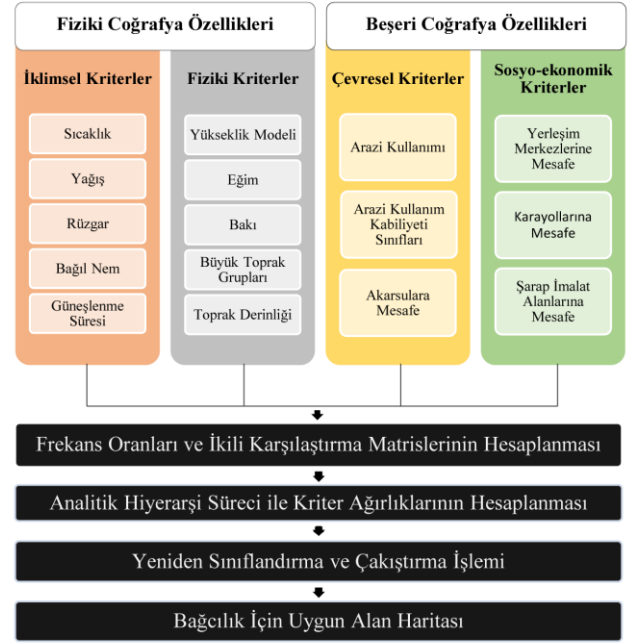 Fiziki Coğrafya Özellikleri
Beşeri Coğrafya Özellikleri
İklimsel Kriterler
Sıcaklık
Yağış
Rüzgar
Bağıl Nem
Güneşlenme
Süresi
Fiziki Kriterler
Yükseklik Modeli
Eğim
Bakı
Büyük Toprak
Grupları
Toprak Derinliği
Çevresel Kriterler
Arazi Kullanımı
Arazi Kullanım
Kabiliyeti
Sınıfları
Akarsulara
Mesafe
Sosyo-ekonomik
Kriterler
Yerleşim
Merkezlerine
Mesafe
Karayollarına
Mesafe
Şarap İmalat
Alanlarına
Mesafe
Frekans Oranları ve İkili Karşılaştırma Matrislerinin Hesaplanması
Analitik Hiyerarşi Süreci ile Kriter Ağırlıklarının Hesaplanması
Yeniden Sınıflandırma ve Çakıştırma İşlemi
Bağcılık İçin Uygun Alan Haritası